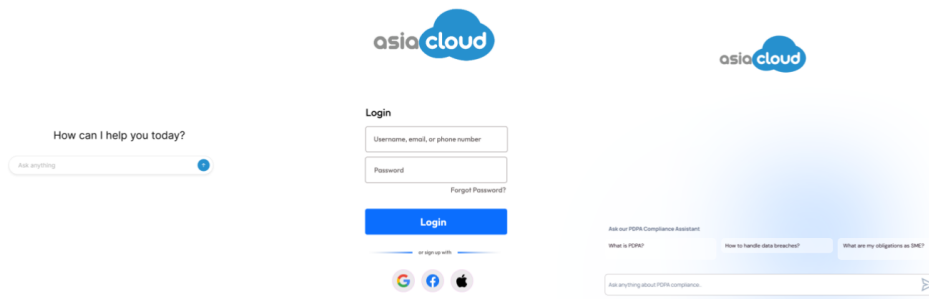 How can I help you today?
Ask anything
asiacloud
Login
Username, email, or phone number
Password
Forgot Password?
Login
or sign up with
asiacloud
Ask our PDPA Compliance Assistant
What is PDPA?
How to handle data breaches?
What are my obligations as SME?
Ask anything about PDPA compliance..